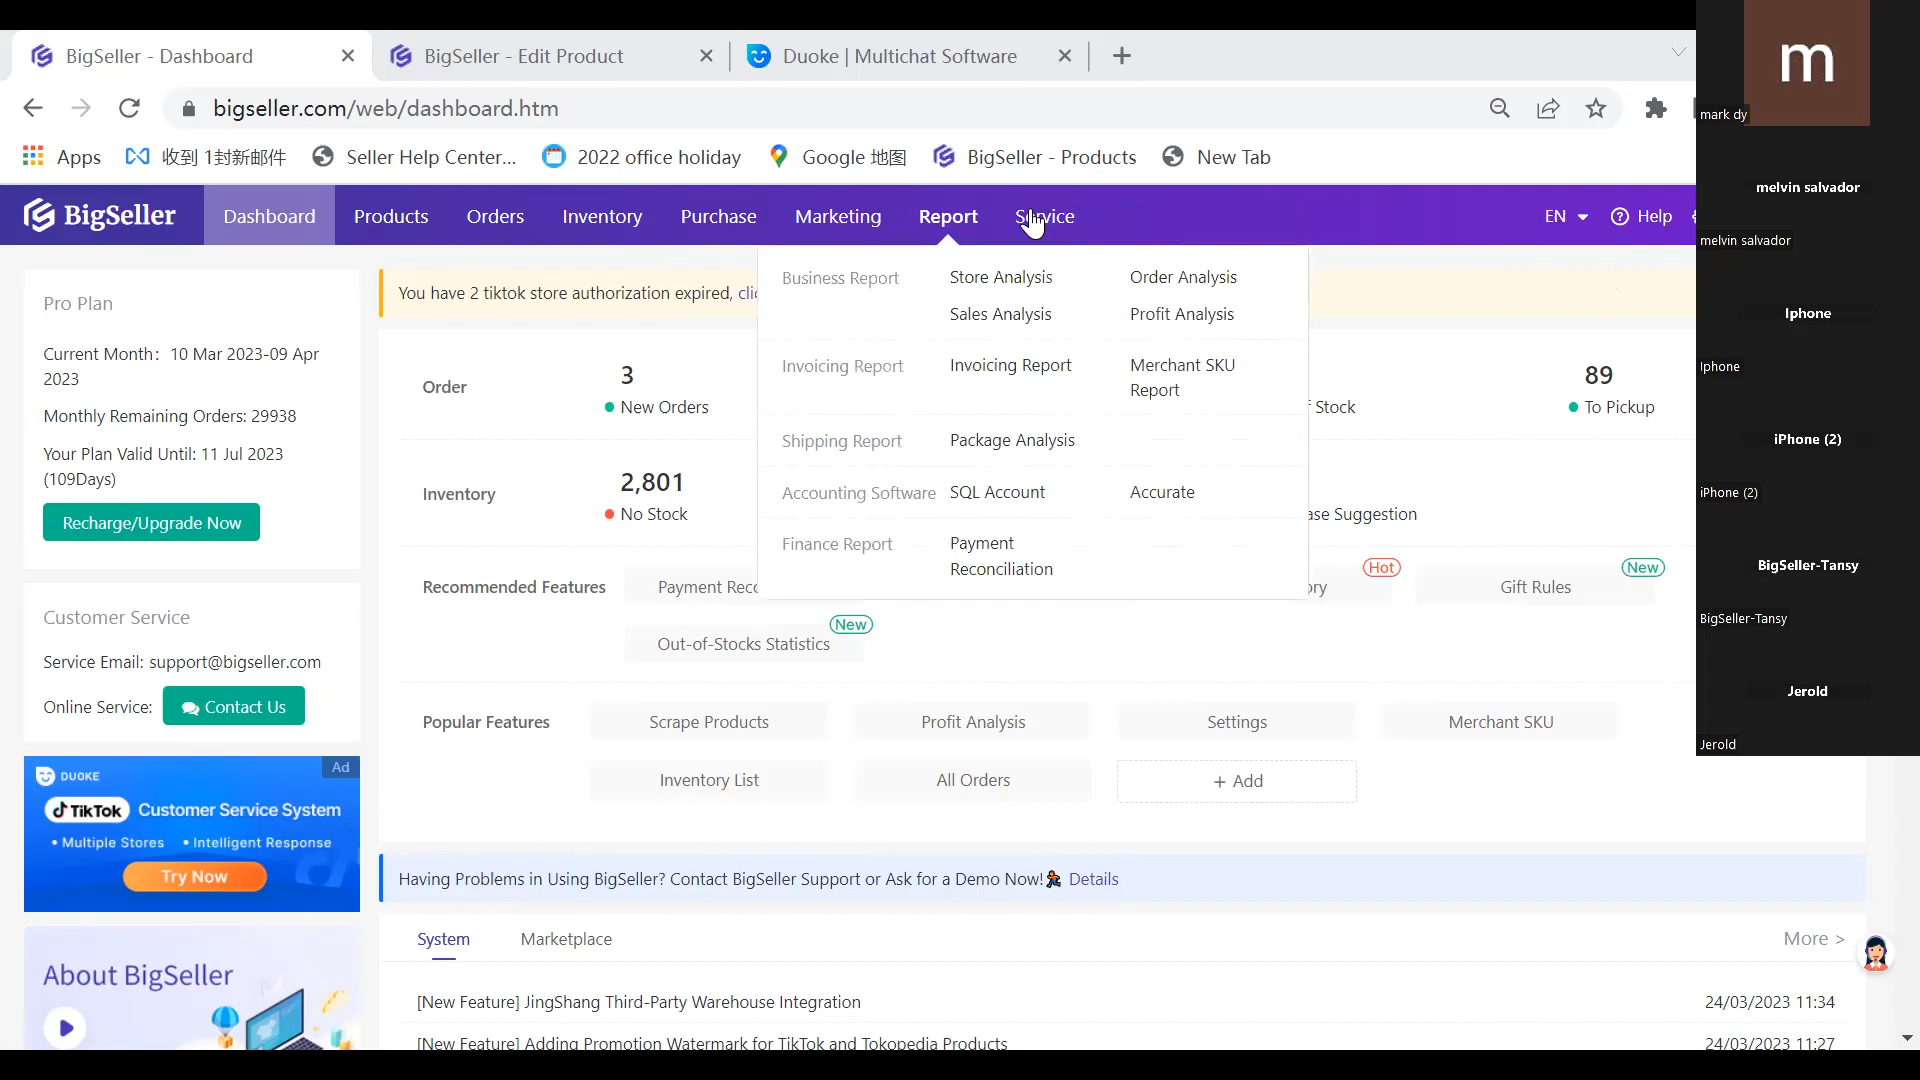 BigSeller - Dashboard
BigSeller - Edit Product
Duoke | Multichat Software
bigseller.com/web/dashboard.htm
Apps
收到 1封新邮件
Seller Help Center...
2022 office holiday
Google 地图
BigSeller - Products
New Tab
BigSeller
Dashboard
Products
Orders
Inventory
Purchase
Marketing
Report
Service
EN
Help
Pro Plan
Current Month: 10 Mar 2023-09 Apr
2023
Monthly Remaining Orders: 29938
Your Plan Valid Until: 11 Jul 2023
(109Days)
Recharge/Upgrade Now
Customer Service
Service Email: support@bigseller.com
Online Service:
Contact Us
Ad
DUOKE
TikTok
Customer Service System
• Multiple Stores
• Intelligent Response
Try Now
About BigSeller
You have 2 tiktok store authorization expired,
Business Report
Store Analysis
Order Analysis
Sales Analysis
Profit Analysis
Invoicing Report
Invoicing Report
Merchant SKU
Report
Shipping Report
Package Analysis
Accounting Software
SQL Account
Accurate
Finance Report
Payment
Reconciliation
Order
3
New Orders
Stock
89
To Pickup
Inventory
2,801
No Stock
Suggestion
Recommended Features
Payment
Hot
Gift Rules
New
Out-of-Stocks Statistics
New
Popular Features
Scrape Products
Profit Analysis
Settings
Merchant SKU
Inventory List
All Orders
+ Add
Having Problems in Using BigSeller? Contact BigSeller Support or Ask for a Demo Now!
Details
System
Marketplace
More >
[New Feature] JingShang Third-Party Warehouse Integration
24/03/2023 11:34
[New Feature] Adding Promotion Watermark for TikTok and Tokopedia Products
24/03/2023 11:27
m
mark dy
melvin salvador
melvin salvador
Iphone
Iphone
iPhone (2)
iPhone (2)
BigSeller-Tansy
BigSeller-Tansy
Jerold
Jerold